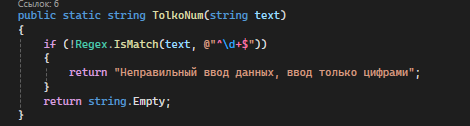 Ссылок: 6
public static string TolkoNum(string text)
{
if (!Regex.IsMatch(text, @"^\d+$"))
{
return "Неправильный ввод данных, ввод только цифрами";
}
return string.Empty;
}